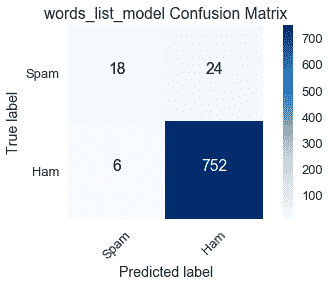 words_list_model Confusion Matrix
True label
Spam
18
24
Ham
6
752
Spam
Ham
Predicted label
700
600
500
400
300
200
100